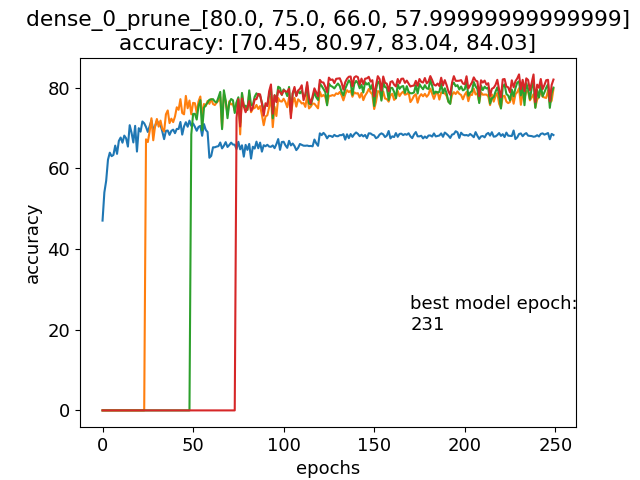 dense_0_prune_[80.0, 75.0, 66.0, 57.99999999999999]
accuracy: [70.45, 80.97, 83.04, 84.03]
80
60
accuracy
40
best model epoch:
231
20
0
0 50 100 150 200 250
epochs